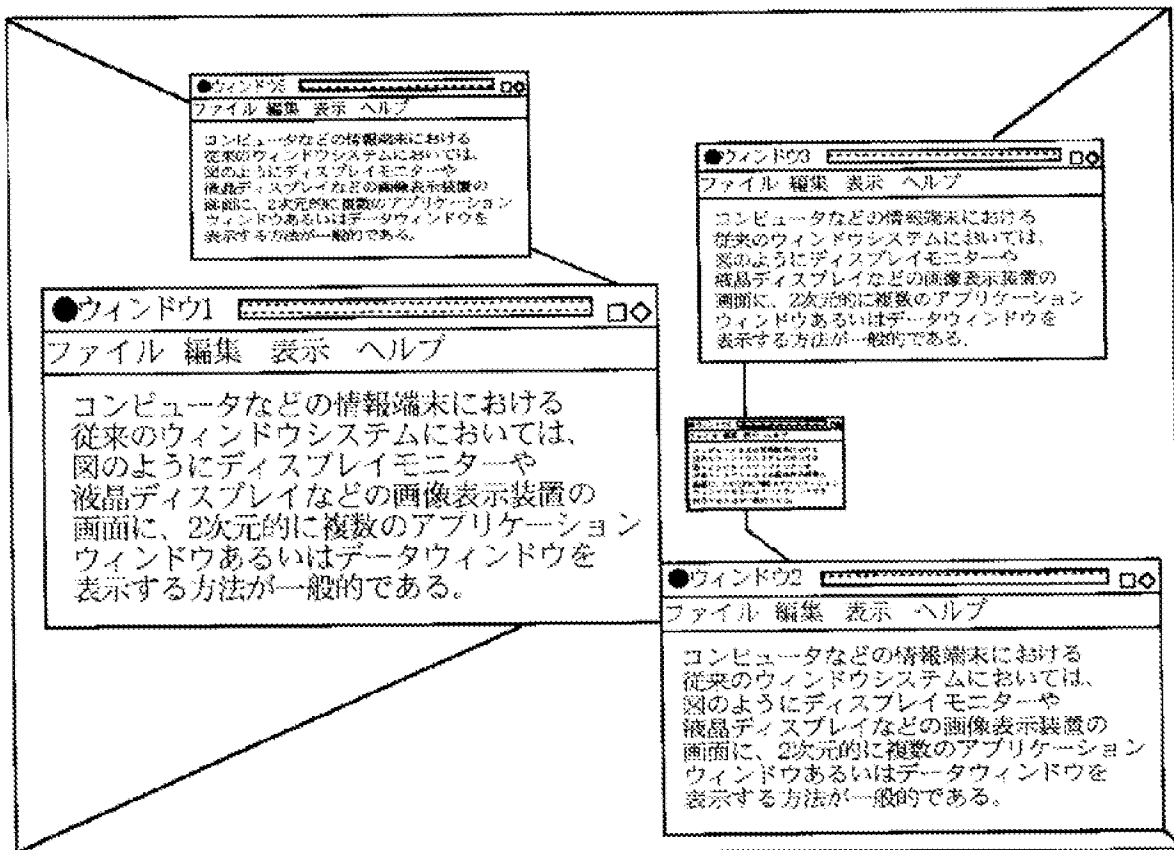 ●ウィンドウ
ファイル 編集 表示 ヘルプ
コンピュータなどの情報端末における
従来のウィンドウシステムにおいては、
図のようにディスプレイモニターや
液晶ディスプレイなどの画像表示装置の
画面に、2次元的に複数のアプリケーション
ウィンドウあるいはデータウィンドウを
表示する方法が一般的である。
●ウィンドウ3
ファイル 編集 表示 ヘルプ
コンピュータなどの情報端末における
従来のウィンドウシステムにおいては、
図のようにディスプレイモニターや
液晶ディスプレイなどの画像表示装置の
画面に、2次元的に複数のアプリケーション
ウィンドウあるいはデータウィンドウを
表示する方法が一般的である。
●ウィンドウ1
ファイル 編集 表示 ヘルプ
コンピュータなどの情報端末における
従来のウィンドウシステムにおいては、
図のようにディスプレイモニターや
液晶ディスプレイなどの画像表示装置の
画面に、2次元的に複数のアプリケーション
ウィンドウあるいはデータウィンドウを
表示する方法が一般的である。
●ウィンドウ2
ファイル 編集 表示 ヘルプ
コンピュータなどの情報端末における
従来のウィンドウシステムにおいては、
図のようにディスプレイモニターや
液晶ディスプレイなどの画像表示装置の
画面に、2次元的に複数のアプリケーション
ウィンドウあるいはデータウィンドウを
表示する方法が一般的である。